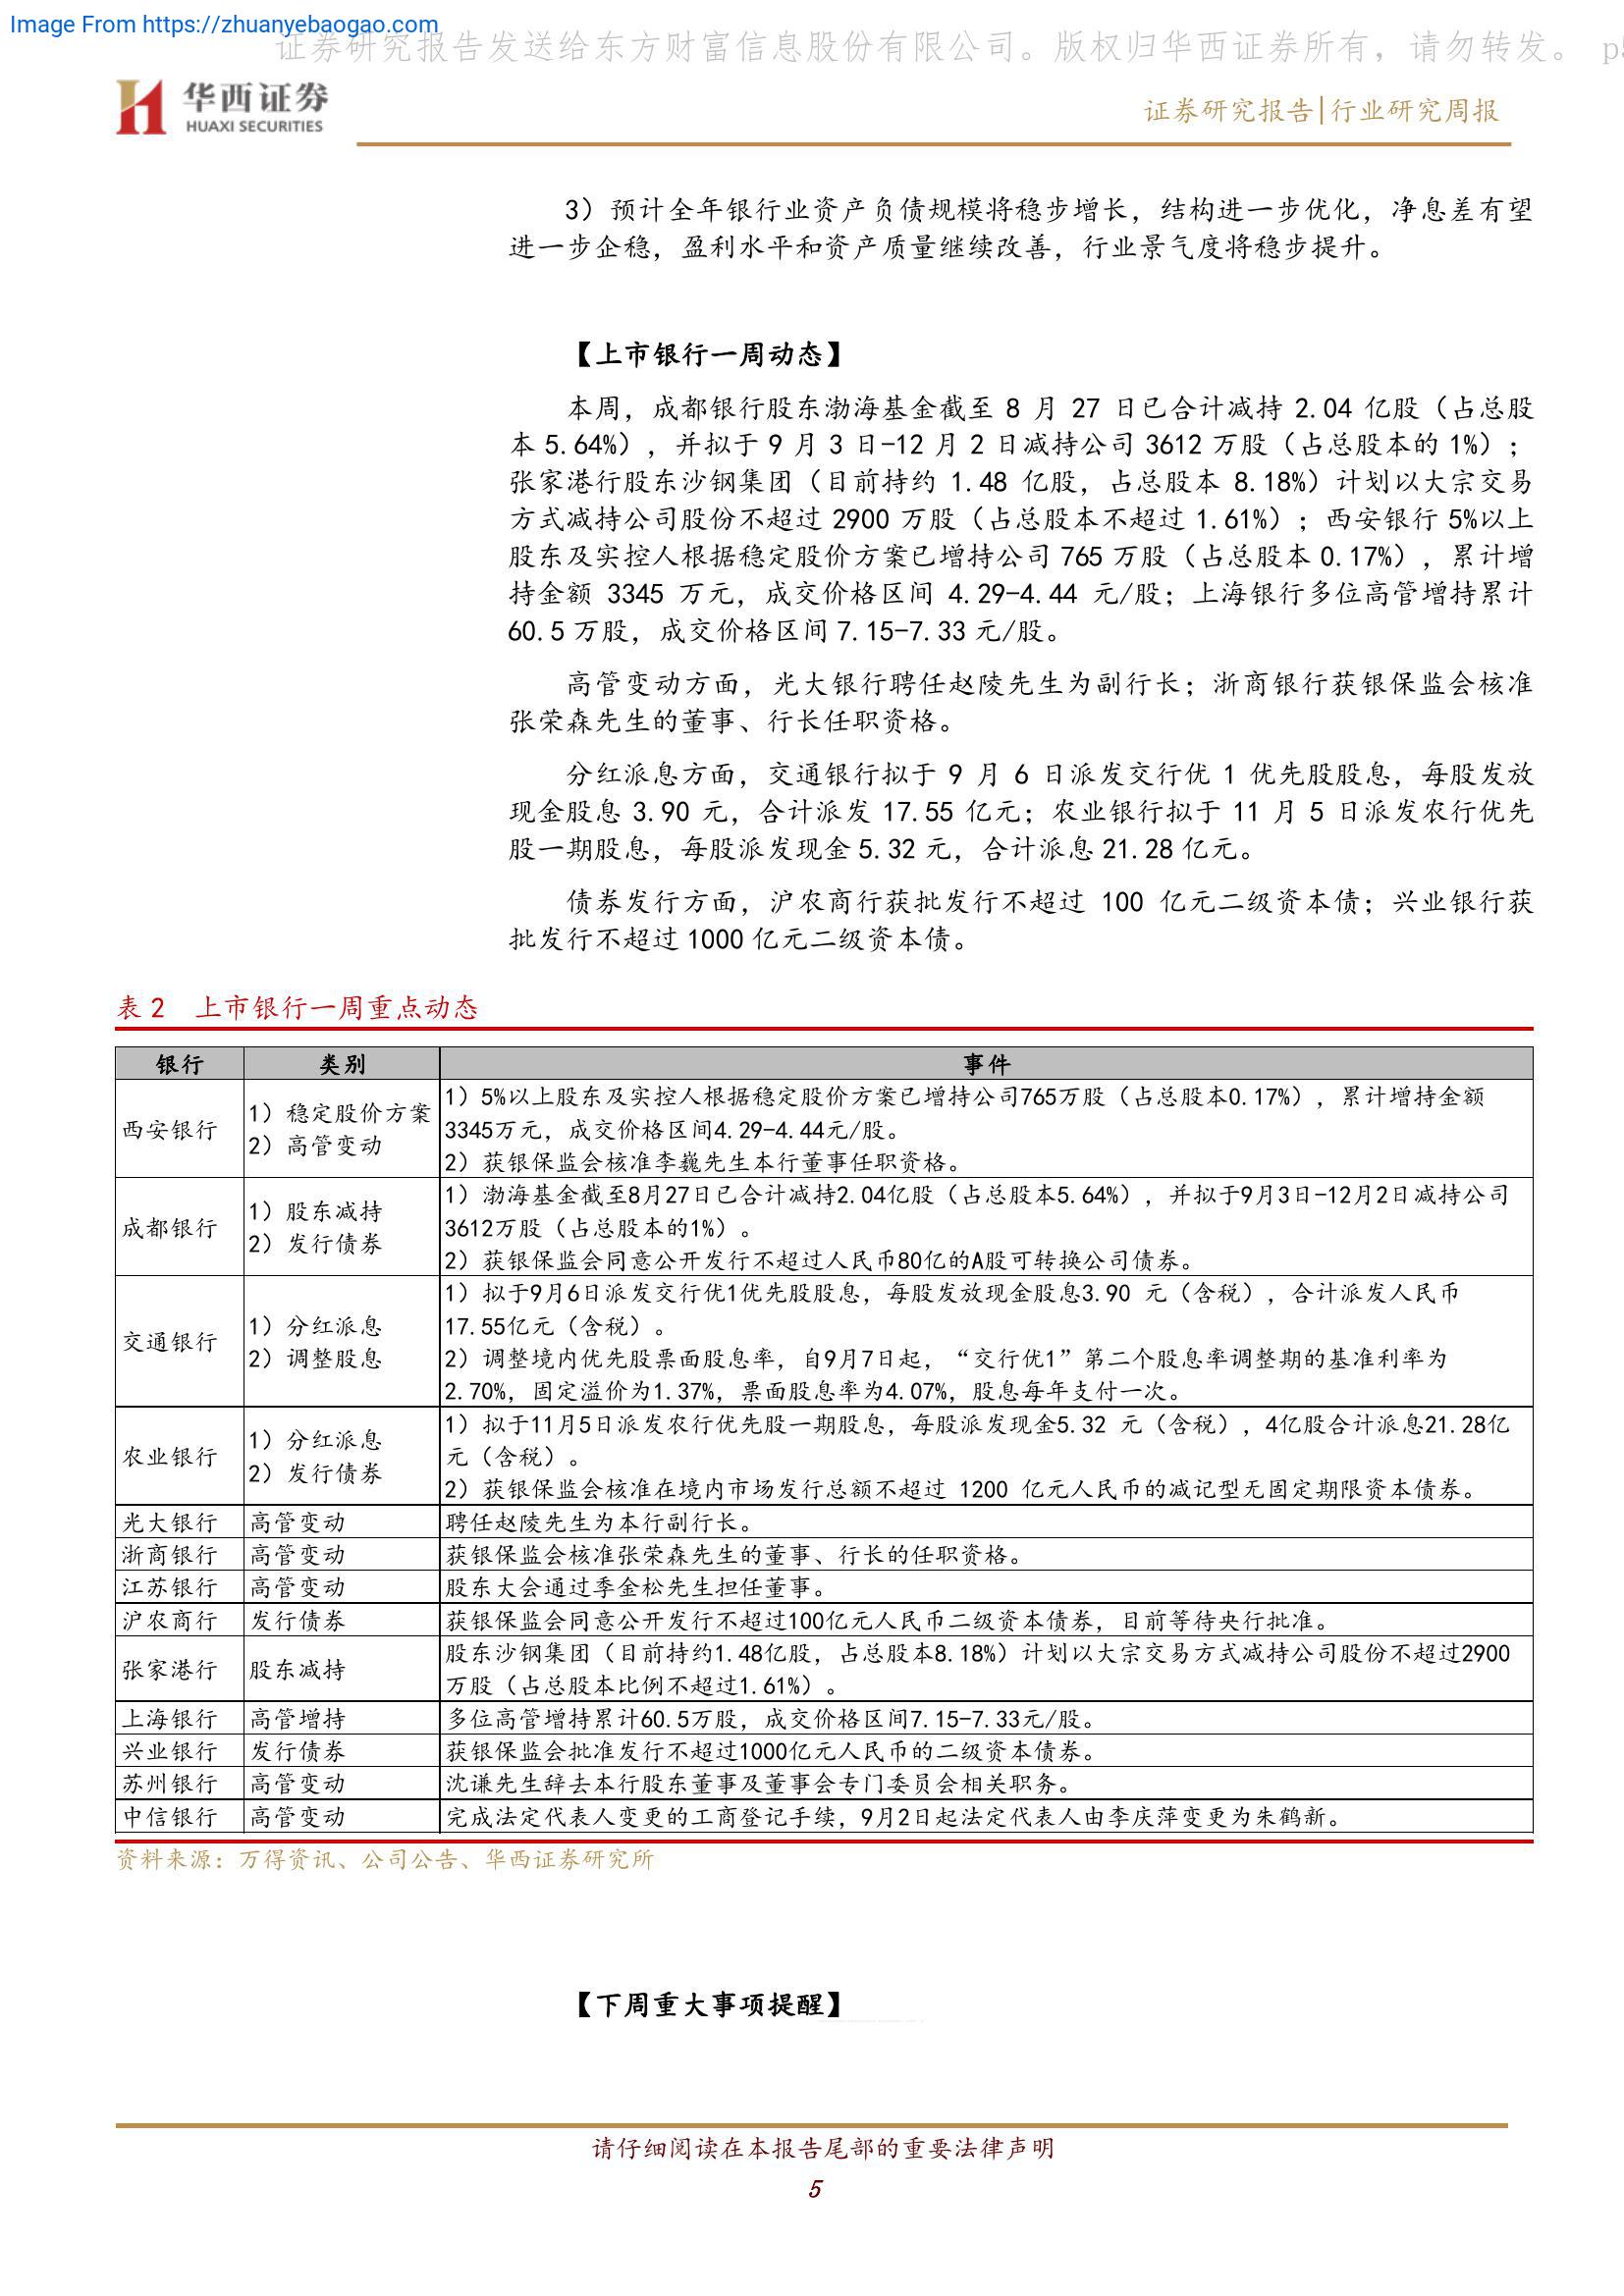 Image From https://zhuanyebaogao.com
证券研究报告发送给东方财富信息股份有限公司。版权归华西证券所有，请勿转发。 p5
华西证券
HUAXI SECURITIES
证券研究报告|行业研究周报
3）预计全年银行业资产负债规模将稳步增长，结构进一步优化，净息差有望
进一步企稳，盈利水平和资产质量继续改善，行业景气度将稳步提升。
【上市银行一周动态】
本周，成都银行股东渤海基金截至 8 月 27 日已合计减持 2.04 亿股（占总股
本 5.64%），并拟于 9 月 3 日-12 月 2 日减持公司 3612 万股（占总股本的 1%）；
张家港行股东沙钢集团（目前持约 1.48 亿股，占总股本 8.18%）计划以大宗交易
方式减持公司股份不超过 2900 万股（占总股本不超过 1.61%）；西安银行 5%以上
股东及实控人根据稳定股价方案已增持公司 765 万股（占总股本 0.17%），累计增
持金额 3345 万元，成交价格区间 4.29-4.44 元/股；上海银行多位高管增持累计
60.5 万股，成交价格区间 7.15-7.33 元/股。
高管变动方面，光大银行聘任赵陵先生为副行长；浙商银行获银保监会核准
张荣森先生的董事、行长任职资格。
分红派息方面，交通银行拟于 9 月 6 日派发交行优 1 优先股股息，每股发放
现金股息 3.90 元，合计派发 17.55 亿元；农业银行拟于 11 月 5 日派发农行优先
股一期股息，每股派发现金 5.32 元，合计派息 21.28 亿元。
债券发行方面，沪农商行获批发行不超过 100 亿元二级资本债；兴业银行获
批发行不超过 1000 亿元二级资本债。
表 2 上市银行一周重点动态
银行 类别 事件
西安银行
1）稳定股价方案
2）高管变动
1）5%以上股东及实控人根据稳定股价方案已增持公司765万股（占总股本0.17%），累计增持金额
3345万元，成交价格区间4.29-4.44元/股。
2）获银保监会核准李巍先生本行董事任职资格。
成都银行
1）股东减持
2）发行债券
1）渤海基金截至8月27日已合计减持2.04亿股（占总股本5.64%），并拟于9月3日-12月2日减持公司
3612万股（占总股本的1%）。
2）获银保监会同意公开发行不超过人民币80亿的A股可转换公司债券。
交通银行
1）分红派息
2）调整股息
1）拟于9月6日派发交行优1优先股股息，每股发放现金股息3.90 元（含税），合计派发人民币
17.55亿元（含税）。
2）调整境内优先股票面股息率，自9月7日起，“交行优1”第二个股息率调整期的基准利率为
2.70%，固定溢价为1.37%，票面股息率为4.07%，股息每年支付一次。
农业银行
1）分红派息
2）发行债券
1）拟于11月5日派发农行优先股一期股息，每股派发现金5.32 元（含税），4亿股合计派息21.28亿
元（含税）。
2）获银保监会核准在境内市场发行总额不超过 1200 亿元人民币的减记型无固定期限资本债券。
光大银行 高管变动 聘任赵陵先生为本行副行长。
浙商银行 高管变动 获银保监会核准张荣森先生的董事、行长的任职资格。
江苏银行 高管变动 股东大会通过季金松先生担任董事。
沪农商行 发行债券 获银保监会同意公开发行不超过100亿元人民币二级资本债券，目前等待央行批准。
张家港行 股东减持
股东沙钢集团（目前持约1.48亿股，占总股本8.18%）计划以大宗交易方式减持公司股份不超过2900
万股（占总股本比例不超过1.61%）。
上海银行 高管增持 多位高管增持累计60.5万股，成交价格区间7.15-7.33元/股。
兴业银行 发行债券 获银保监会批准发行不超过1000亿元人民币的二级资本债券。
苏州银行 高管变动 沈谦先生辞去本行股东董事及董事会专门委员会相关职务。
中信银行 高管变动 完成法定代表人变更的工商登记手续，9月2日起法定代表人由李庆萍变更为朱鹤新。
资料来源：万得资讯、公司公告、华西证券研究所
【下周重大事项提醒】
请仔细阅读在本报告尾部的重要法律声明
5